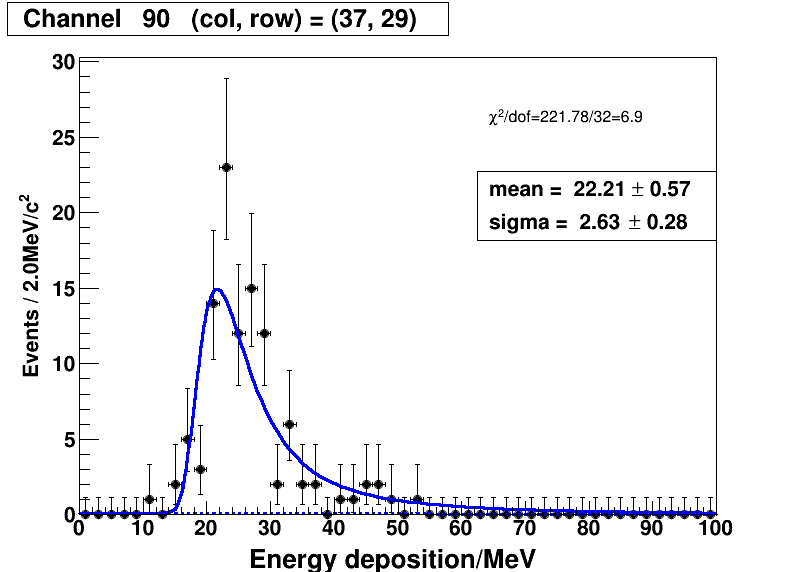 Channel 90 (col, row) = (37, 29)
χ²/dof=221.78/32=6.9
mean = 22.21 ± 0.57
sigma = 2.63 ± 0.28
Events / 2.0MeV/c²
30
25
20
15
10
5
0
0 10 20 30 40 50 60 70 80 90 100
Energy deposition/MeV